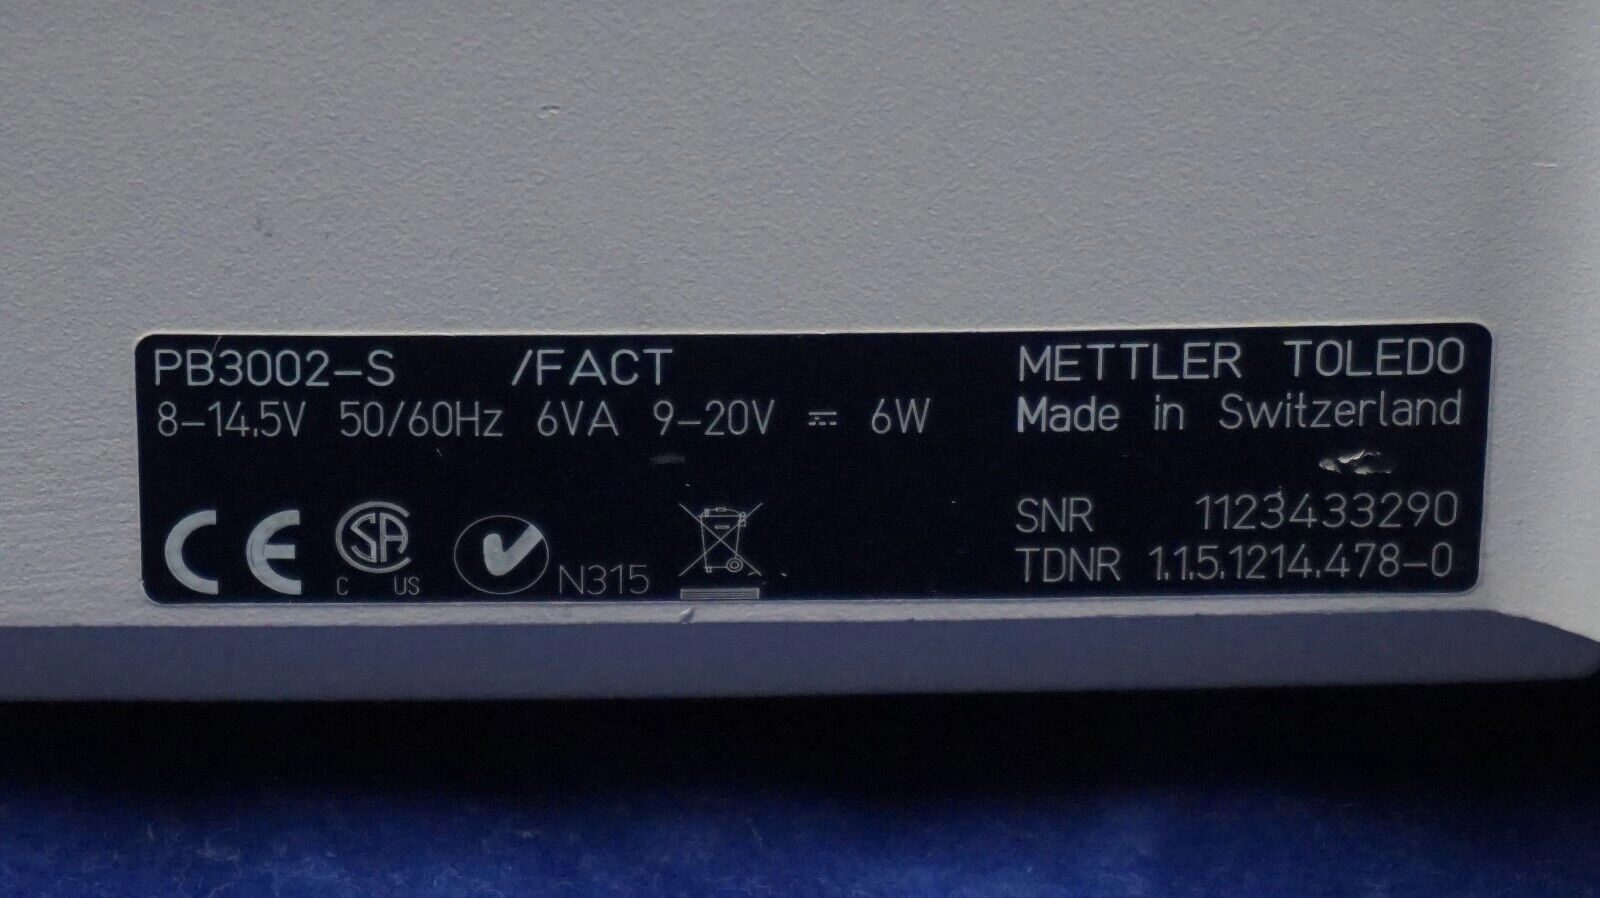 PB3002-S /FACT METTLER TOLEDO
8-14.5V 50/60Hz 6VA 9-20V ⎓ 6W Made in Switzerland
SNR 1123433290
CE SA C US N315 TDNR 1.1.5.1214.478-0